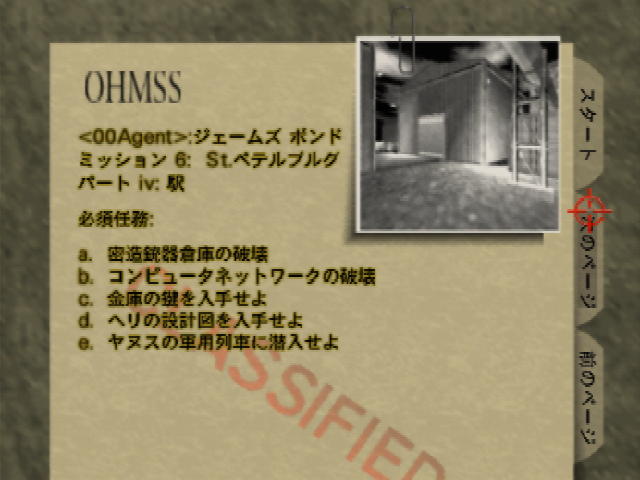 OHMSS
<00Agent>:ジェームズ ボンド
ミッション 6: St.ペテルブルグ
パート iv: 駅
必須任務:
a. 密造銃器倉庫の破壊
b. コンピュータネットワークの破壊
c. 金庫の鍵を入手せよ
d. ヘリの設計図を入手せよ
e. ヤヌスの軍用列車に潜入せよ
CLASSIFIED
スタート
次のページ
前のページ